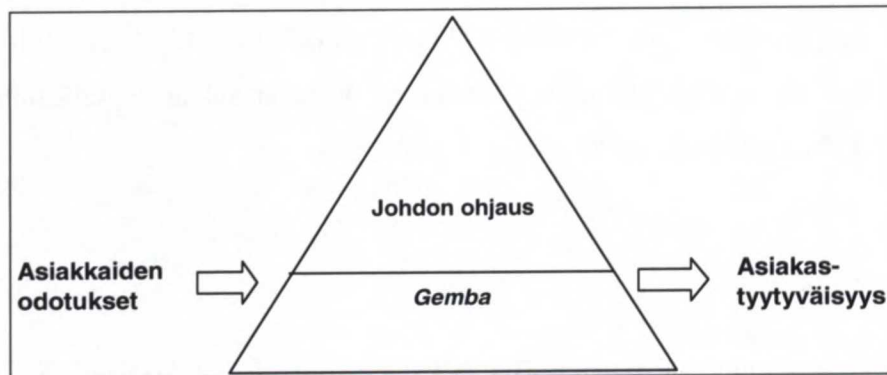 Johdon ohjaus
Asiakkaiden
odotukset
Gemba
Asiakas-
tyytyväisyys